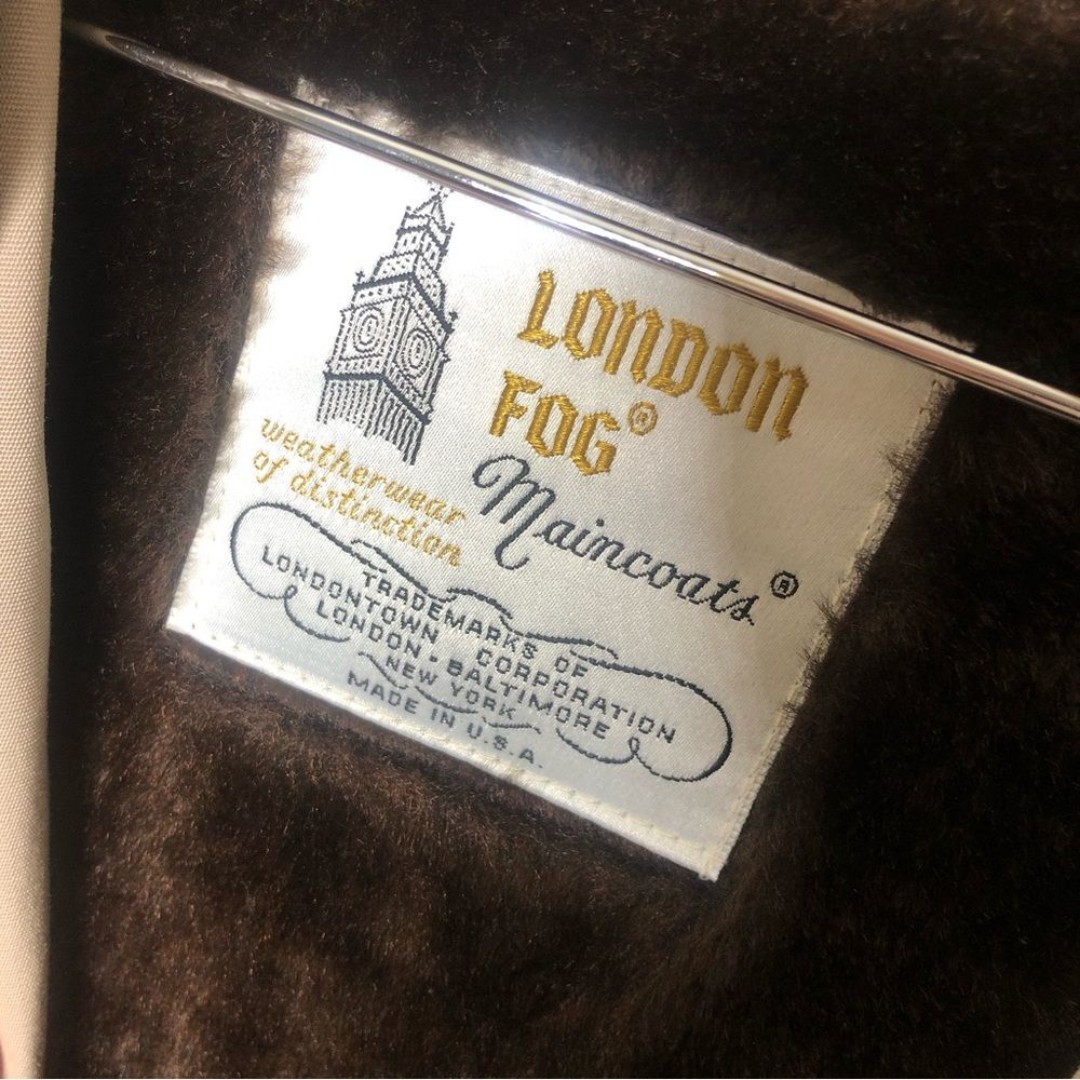 LONDON
FOG®
Maincoats®
weatherwear
of distinction
TRADEMARKS OF
LONDONTOWN CORPORATION
LONDON - BALTIMORE
NEW YORK
MADE IN U.S.A.